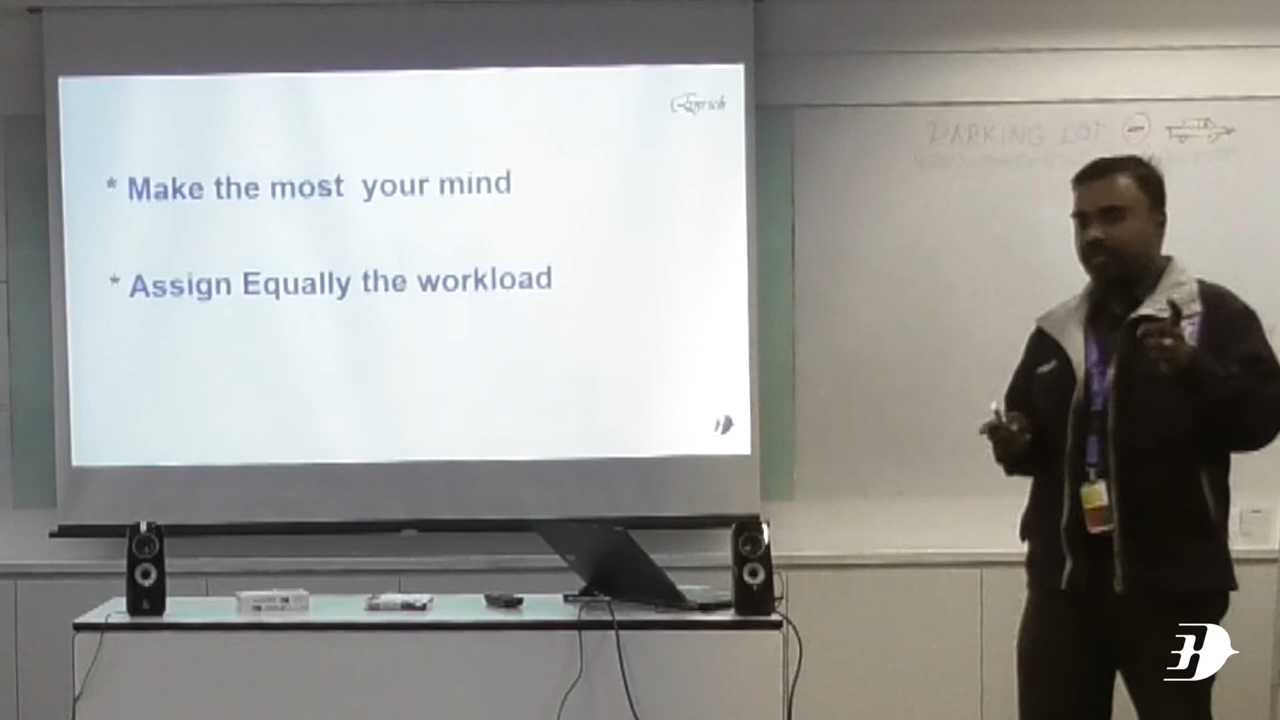 * Make the most  your mind
* Assign Equally the workload
PARKING LOT